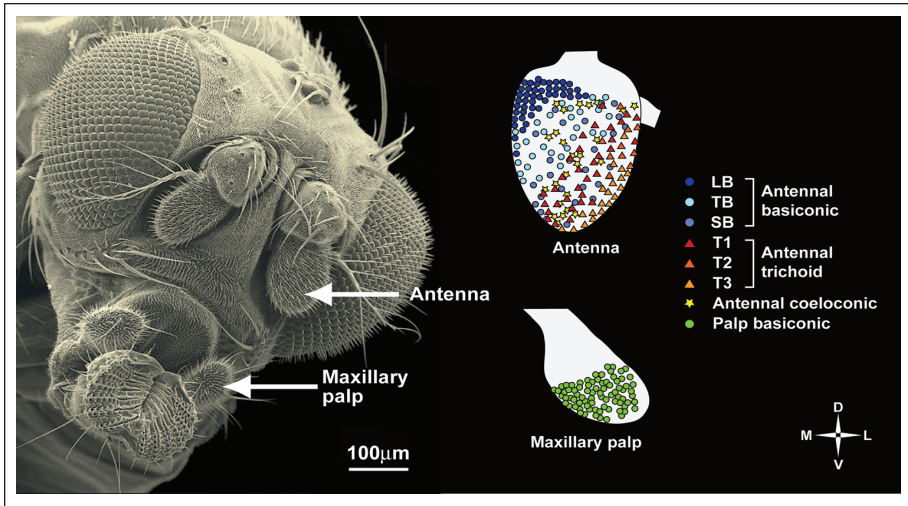 Antenna
Maxillary
palp
100μm
Antenna
Maxillary palp
LB
TB
SB
Antennal
basiconic
T1
T2
T3
Antennal
trichoid
Antennal coeloconic
Palp basiconic
D
M
L
V